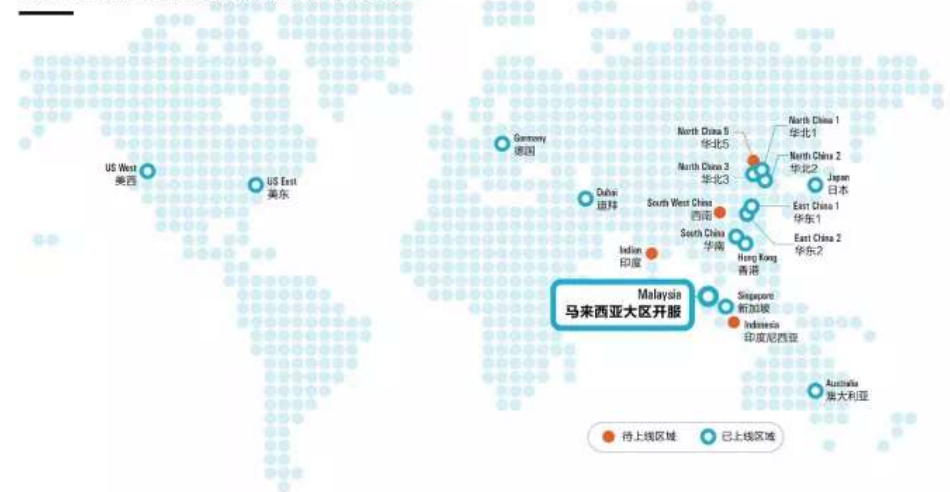 North China 1
华北1
North China 5
华北5
Germany
德国
North China 2
华北2
North China 3
华北3
US West
美西
US East
美东
Japan
日本
Dubai
迪拜
South West China
西南
East China 1
华东1
South China
华南
East China 2
华东2
Indian
印度
Hong Kong
香港
Malaysia
马来西亚大区开服
Singapore
新加坡
Indonesia
印度尼西亚
Australia
澳大利亚
待上线区域
已上线区域